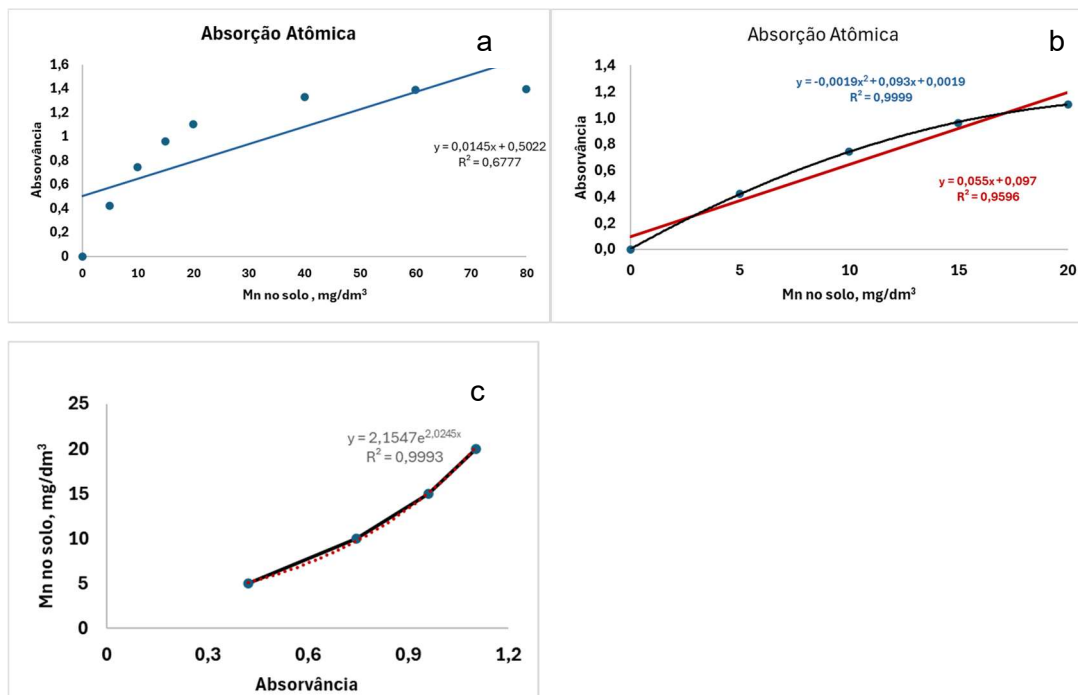 Absorção Atômica
a
1,6
1,4
1,2
1
0,8
0,6
0,4
0,2
0
Absorvância
y = 0,0145x + 0,5022
R² = 0,6777
0 10 20 30 40 50 60 70 80
Mn no solo , mg/dm³
Absorção Atômica
b
1,4
1,2
1,0
0,8
0,6
0,4
0,2
0,0
Absorvância
y = -0,0019x² + 0,093x + 0,0019
R² = 0,9999
y = 0,055x + 0,097
R² = 0,9596
0 5 10 15 20
Mn no solo, mg/dm³
c
25
20
15
10
5
0
Mn no solo, mg/dm³
y = 2,1547e²,⁰²⁴⁵ˣ
R² = 0,9993
0 0,3 0,6 0,9 1,2
Absorvância